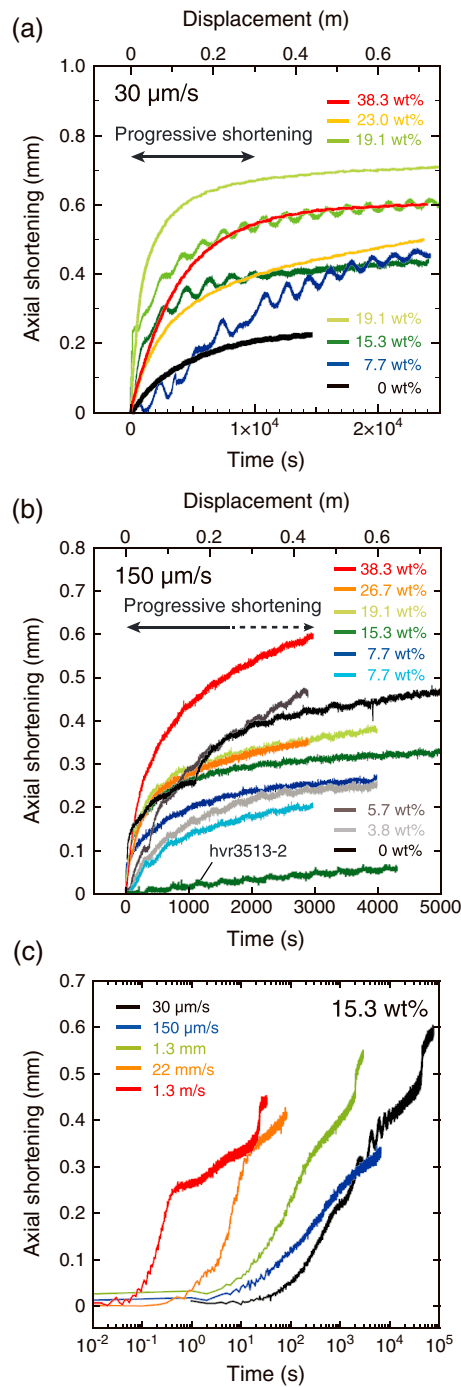 (a)
Displacement (m)
0 0.2 0.4 0.6
1.0
30 µm/s
38.3 wt%
23.0 wt%
19.1 wt%
Progressive shortening
0.8
0.6
0.4
0.2
0
Axial shortening (mm)
19.1 wt%
15.3 wt%
7.7 wt%
0 wt%
0 1×10⁴ 2×10⁴
Time (s)
(b)
Displacement (m)
0 0.2 0.4 0.6
0.8
150 µm/s
38.3 wt%
26.7 wt%
19.1 wt%
15.3 wt%
7.7 wt%
7.7 wt%
Progressive shortening
0.7
0.6
0.5
0.4
0.3
0.2
0.1
0
Axial shortening (mm)
5.7 wt%
3.8 wt%
0 wt%
hvr3513-2
0 1000 2000 3000 4000 5000
Time (s)
(c)
0.7
30 µm/s
150 µm/s
1.3 mm
22 mm/s
1.3 m/s
15.3 wt%
0.6
0.5
0.4
0.3
0.2
0.1
0
Axial shortening (mm)
10⁻² 10⁻¹ 10⁰ 10¹ 10² 10³ 10⁴ 10⁵
Time (s)